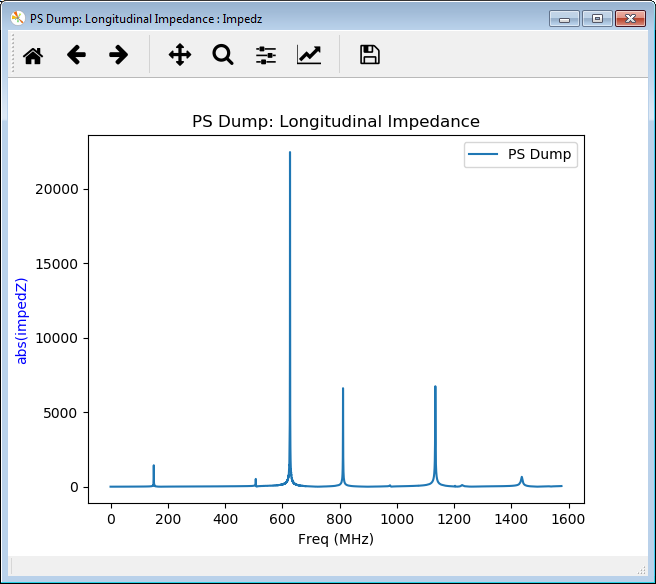 PS Dump: Longitudinal Impedance : Impedz
PS Dump: Longitudinal Impedance
PS Dump
20000
15000
10000
5000
0
abs(impedZ)
0 200 400 600 800 1000 1200 1400 1600
Freq (MHz)